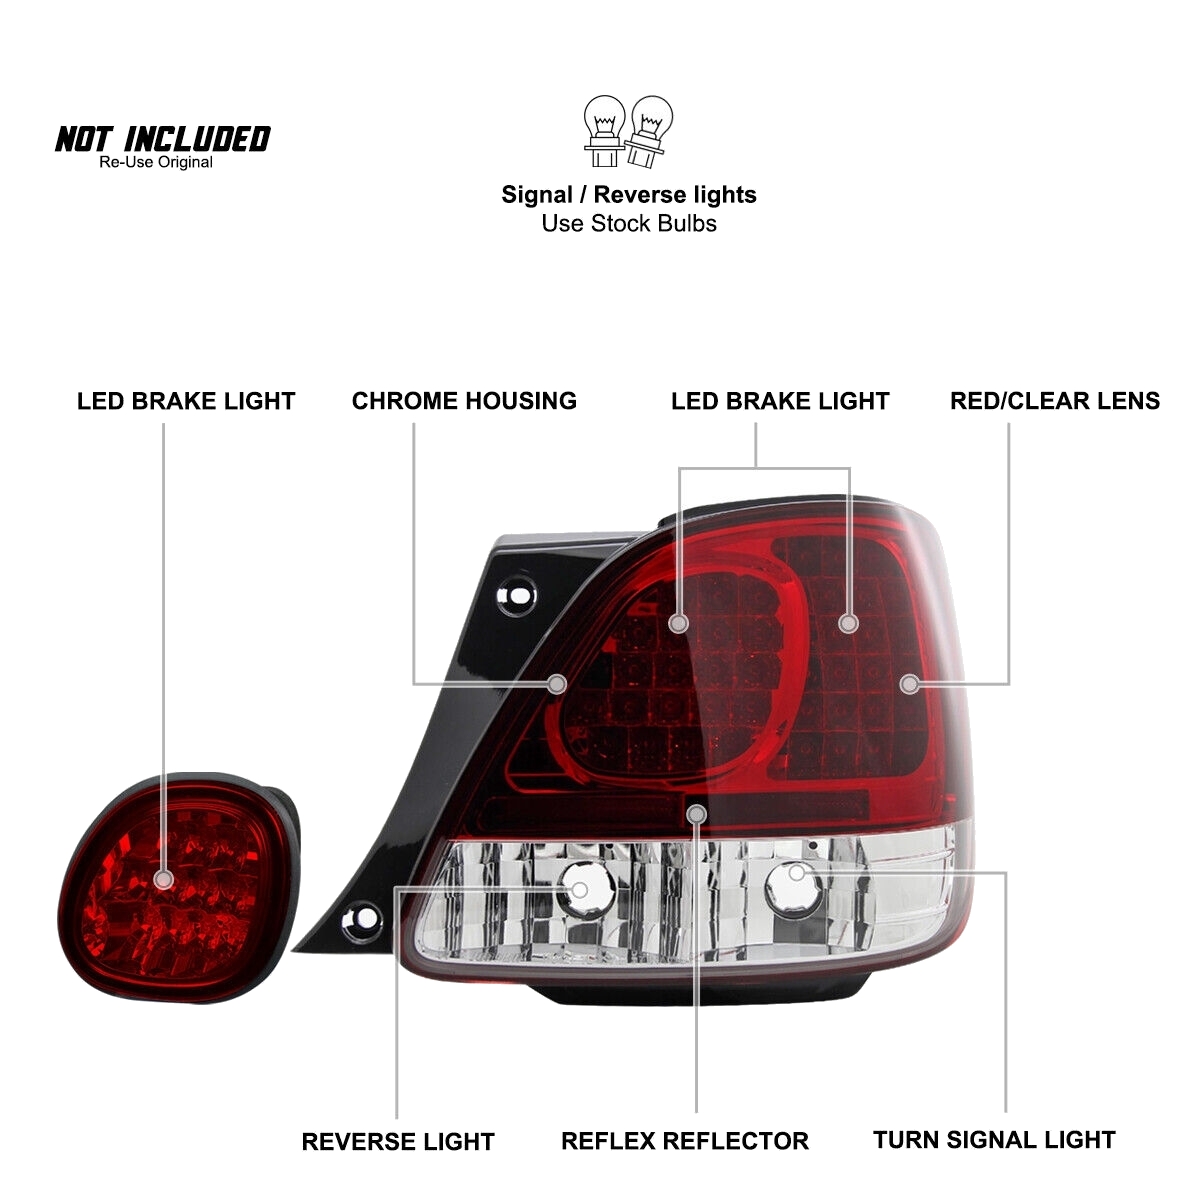 NOT INCLUDED
Re-Use Original
Signal / Reverse lights
Use Stock Bulbs
LED BRAKE LIGHT
CHROME HOUSING
LED BRAKE LIGHT
RED/CLEAR LENS
REVERSE LIGHT
REFLEX REFLECTOR
TURN SIGNAL LIGHT